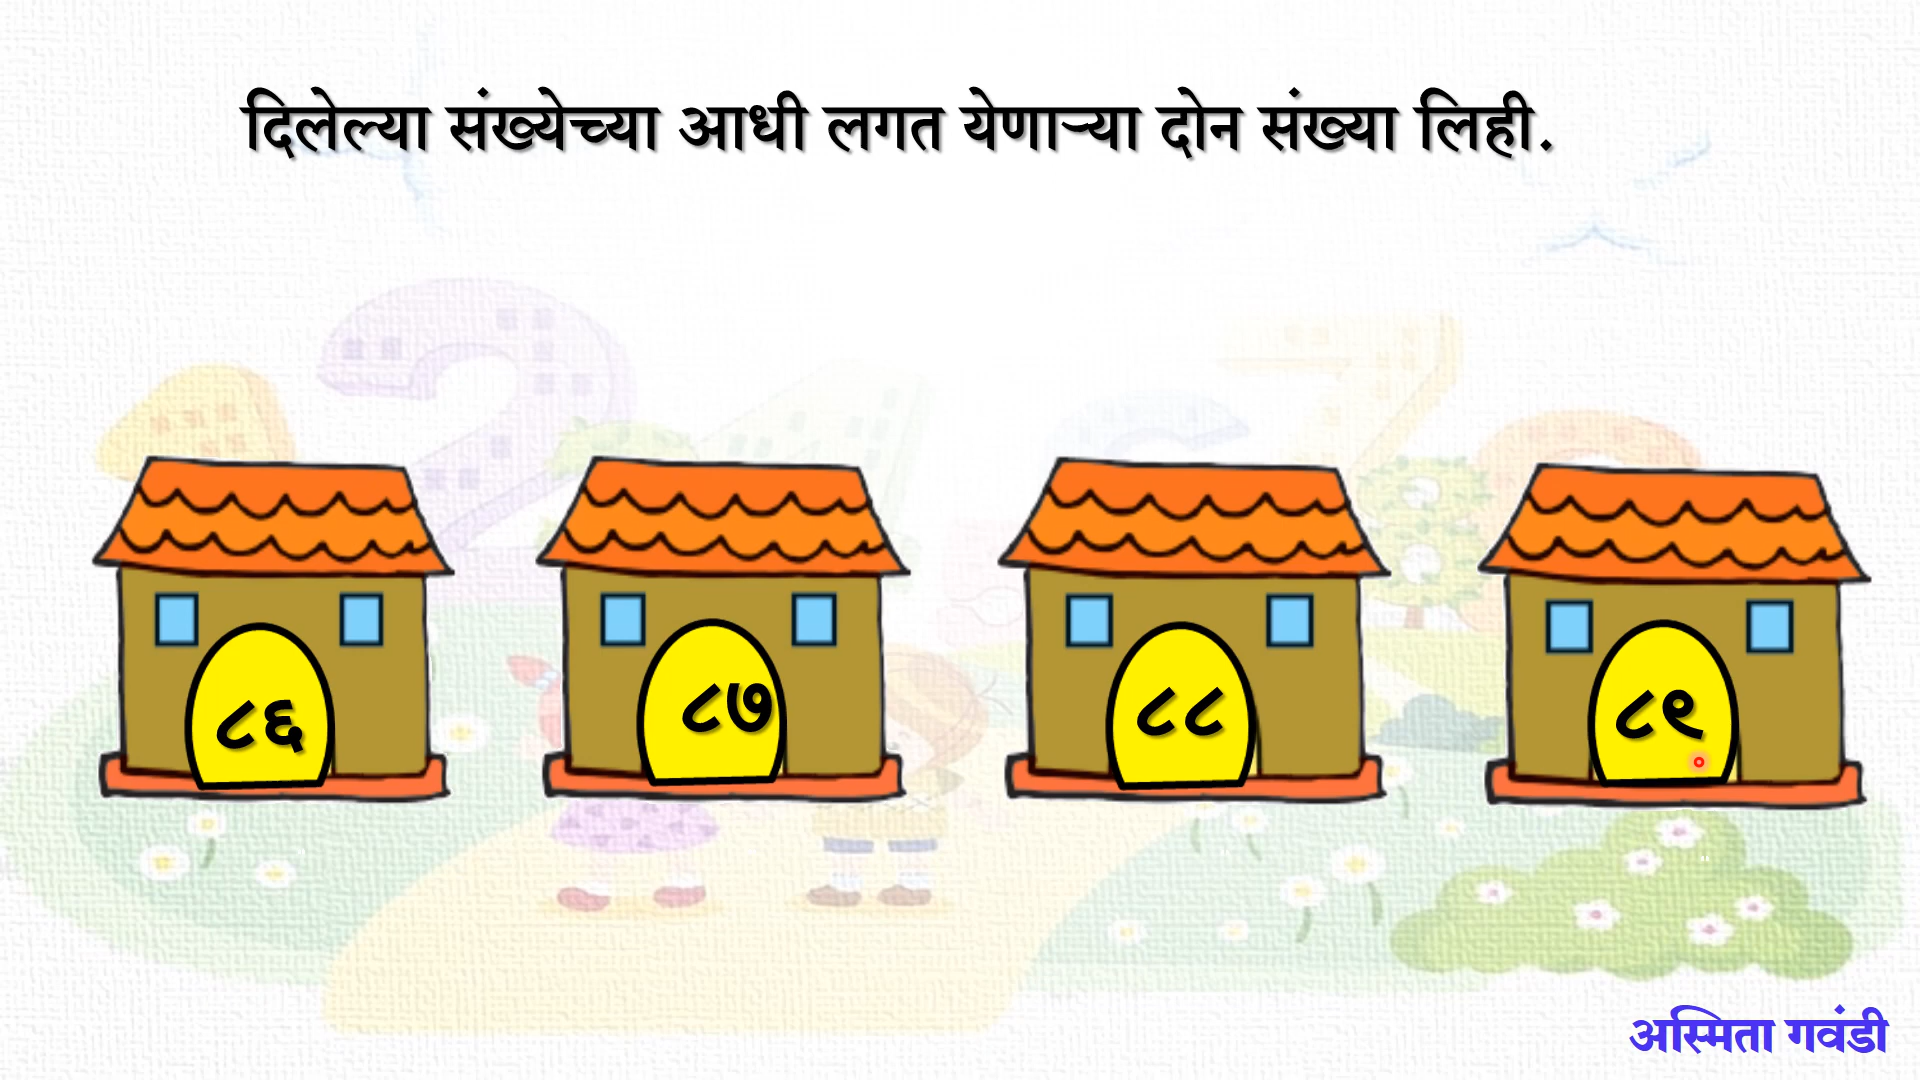 दिलेल्या संख्येच्या आधी लगत येणाऱ्या दोन संख्या लिही.
८६ ८७ ८८ ८९
अस्मिता गवंडी